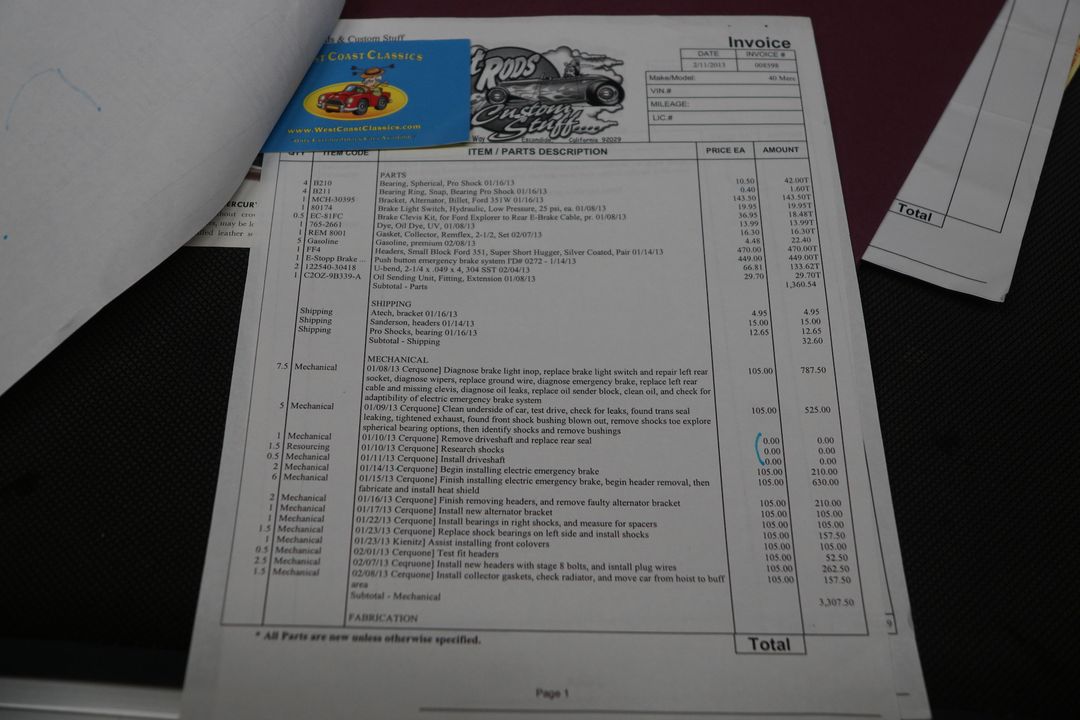 & Custom Stuff
T COAST CLASSICS
www.WestCoastClassics.com
RODS
Custom
Stuff....
Way Escondido, California 92029
Invoice
DATE INVOICE #
2/11/2013 008598
Make/Model: 40 Merc
VIN.#
MILEAGE:
LIC.#
QTY ITEM CODE ITEM / PARTS DESCRIPTION PRICE EA AMOUNT
PARTS
4 B210 Bearing, Spherical, Pro Shock 01/16/13 10.50 42.00T
4 B211 Bearing Ring, Snap, Bearing Pro Shock 01/16/13 0.40 1.60T
1 MCH-30395 Bracket, Alternator, Billet, Ford 351W 01/16/13 143.50 143.50T
1 80174 Brake Light Switch, Hydraulic, Low Pressure, 25 psi, ea. 01/08/13 19.95 19.95T
0.5 EC-81FC Brake Clevis Kit, for Ford Explorer to Rear E-Brake Cable, pr. 01/08/13 36.95 18.48T
1 765-2661 Dye, Oil Dye, UV, 01/08/13 13.99 13.99T
1 REM 8001 Gasket, Collector, Remflex, 2-1/2, Set 02/07/13 16.30 16.30T
5 Gasoline Gasoline, premium 02/08/13 4.48 22.40
1 FF4 Headers, Small Block Ford 351, Super Short Hugger, Silver Coated, Pair 01/14/13 470.00 470.00T
1 E-Stopp Brake ... Push button emergency brake system ID# 0272 - 1/14/13 449.00 449.00T
2 122540-30418 U-bend, 2-1/4 x .049 x 4, 304 SST 02/04/13 66.81 133.62T
1 C2OZ-9B339-A Oil Sending Unit, Fitting, Extension 01/08/13 29.70 29.70T
Subtotal - Parts 1,360.54
SHIPPING
Shipping Atech, bracket 01/16/13 4.95 4.95
Shipping Sanderson, headers 01/14/13 15.00 15.00
Shipping Pro Shocks, bearing 01/16/13 12.65 12.65
Subtotal - Shipping 32.60
MECHANICAL
7.5 Mechanical 01/08/13 Cerquone] Diagnose brake light inop, replace brake light switch and repair left rear 105.00 787.50
socket, diagnose wipers, replace ground wire, diagnose emergency brake, replace left rear
cable and missing clevis, diagnose oil leaks, replace oil sender block, clean oil, and check for
adaptibility of electric emergency brake system
5 Mechanical 01/09/13 Cerquone] Clean underside of car, test drive, check for leaks, found trans seal 105.00 525.00
leaking, tightened exhaust, found front shock bushing blown out, remove shocks toe explore
spherical bearing options, then identify shocks and remove bushings
1 Mechanical 01/10/13 Cerquone] Remove driveshaft and replace rear seal 0.00 0.00
1.5 Resourcing 01/10/13 Cerquone] Research shocks 0.00 0.00
0.5 Mechanical 01/11/13 Cerquone] Install driveshaft 0.00 0.00
2 Mechanical 01/14/13 Cerquone] Begin installing electric emergency brake 105.00 210.00
6 Mechanical 01/15/13 Cerquone] Finish installing electric emergency brake, begin header removal, then 105.00 630.00
fabricate and install heat shield
2 Mechanical 01/16/13 Cerquone] Finish removing headers, and remove faulty alternator bracket 105.00 210.00
1 Mechanical 01/17/13 Cerquone] Install new alternator bracket 105.00 105.00
1 Mechanical 01/22/13 Cerquone] Install bearings in right shocks, and measure for spacers 105.00 105.00
1.5 Mechanical 01/23/13 Cerquone] Replace shock bearings on left side and install shocks 105.00 157.50
1 Mechanical 01/23/13 Kienitz] Assist installing front colovers 105.00 105.00
0.5 Mechanical 02/01/13 Cerquone] Test fit headers 105.00 52.50
2.5 Mechanical 02/07/13 Cerquone] Install new headers with stage 8 bolts, and isntall plug wires 105.00 262.50
1.5 Mechanical 02/08/13 Cerquone] Install collector gaskets, check radiator, and move car from hoist to buff 105.00 157.50
area
Subtotal - Mechanical 3,307.50
FABRICATION
* All Parts are new unless otherwise specified.
Total
Page 1
Total
9
MERCUR